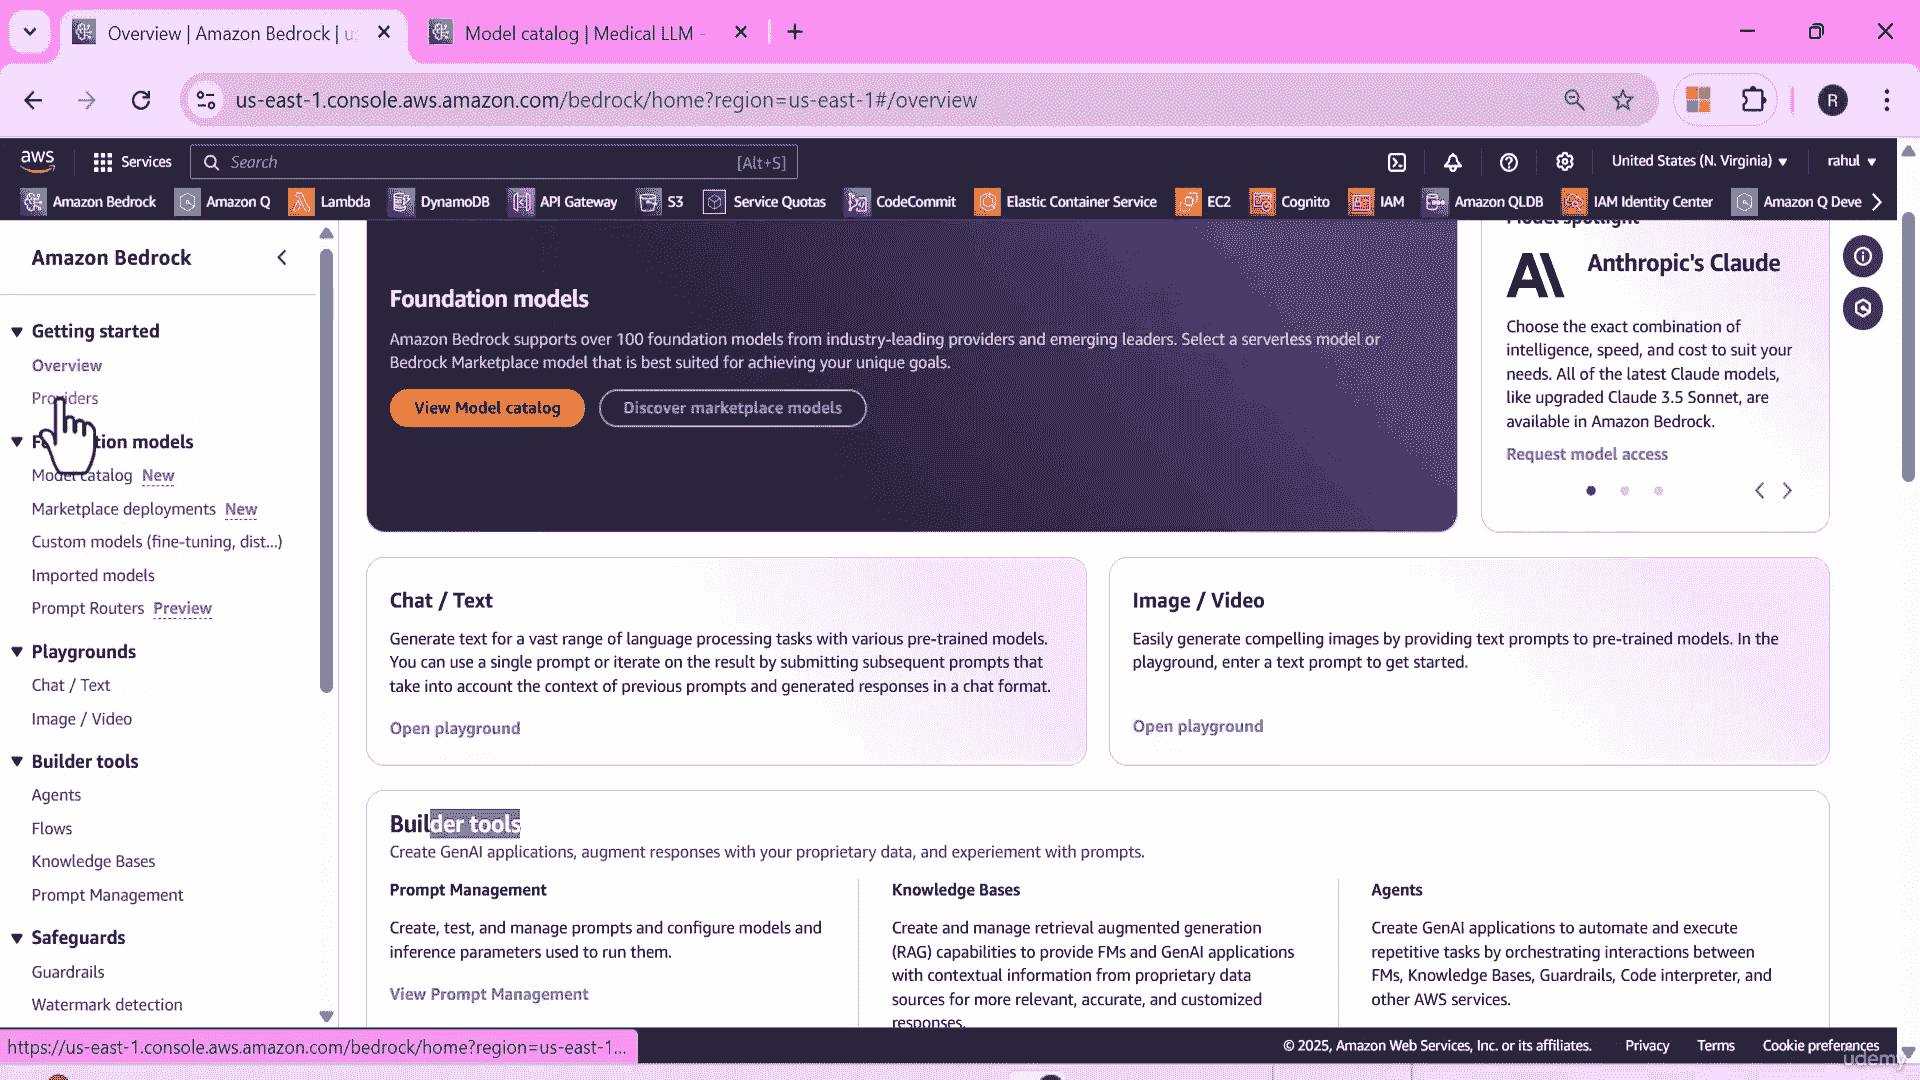 Overview | Amazon Bedrock | us
Model catalog | Medical LLM -
us-east-1.console.aws.amazon.com/bedrock/home?region=us-east-1#/overview
R
aws
Services
Search
[Alt+S]
United States (N. Virginia)
rahul
Amazon Bedrock
Amazon Q
Lambda
DynamoDB
API Gateway
S3
Service Quotas
CodeCommit
Elastic Container Service
EC2
Cognito
IAM
Amazon QLDB
IAM Identity Center
Amazon Q Deve
Amazon Bedrock
Getting started
Overview
Providers
Foundation models
Model catalog New
Marketplace deployments New
Custom models (fine-tuning, dist...)
Imported models
Prompt Routers Preview
Playgrounds
Chat / Text
Image / Video
Builder tools
Agents
Flows
Knowledge Bases
Prompt Management
Safeguards
Guardrails
Watermark detection
Foundation models
Amazon Bedrock supports over 100 foundation models from industry-leading providers and emerging leaders. Select a serverless model or
Bedrock Marketplace model that is best suited for achieving your unique goals.
View Model catalog
Discover marketplace models
Model spotlight
Anthropic's Claude
Choose the exact combination of
intelligence, speed, and cost to suit your
needs. All of the latest Claude models,
like upgraded Claude 3.5 Sonnet, are
available in Amazon Bedrock.
Request model access
Chat / Text
Generate text for a vast range of language processing tasks with various pre-trained models.
You can use a single prompt or iterate on the result by submitting subsequent prompts that
take into account the context of previous prompts and generated responses in a chat format.
Open playground
Image / Video
Easily generate compelling images by providing text prompts to pre-trained models. In the
playground, enter a text prompt to get started.
Open playground
Builder tools
Create GenAI applications, augment responses with your proprietary data, and experiement with prompts.
Prompt Management
Create, test, and manage prompts and configure models and
inference parameters used to run them.
View Prompt Management
Knowledge Bases
Create and manage retrieval augmented generation
(RAG) capabilities to provide FMs and GenAI applications
with contextual information from proprietary data
sources for more relevant, accurate, and customized
responses.
Agents
Create GenAI applications to automate and execute
repetitive tasks by orchestrating interactions between
FMs, Knowledge Bases, Guardrails, Code interpreter, and
other AWS services.
https://us-east-1.console.aws.amazon.com/bedrock/home?region=us-east-1...
© 2025, Amazon Web Services, Inc. or its affiliates.
Privacy
Terms
Cookie preferences
udemy